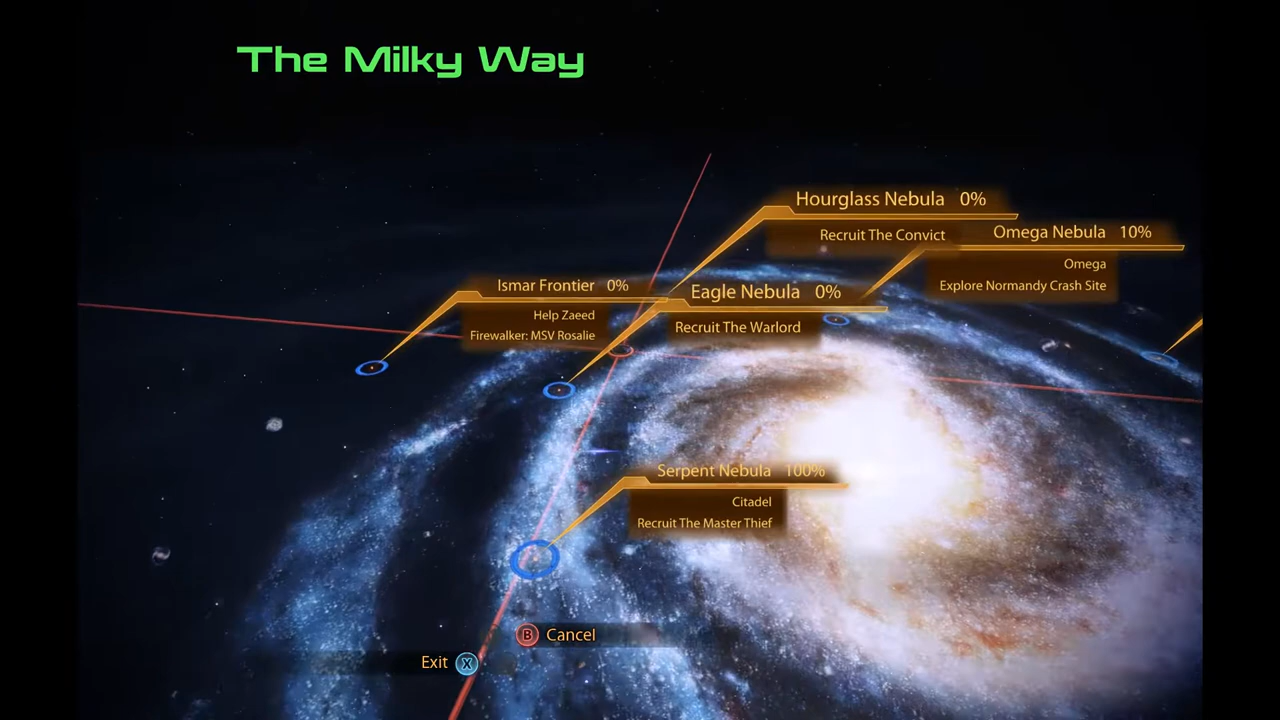 The Milky Way
Hourglass Nebula 0%
Recruit The Convict
Omega Nebula 10%
Omega
Explore Normandy Crash Site
Ismar Frontier 0%
Help Zaeed
Firewalker: MSV Rosalie
Eagle Nebula 0%
Recruit The Warlord
Serpent Nebula 100%
Citadel
Recruit The Master Thief
B Cancel
Exit X